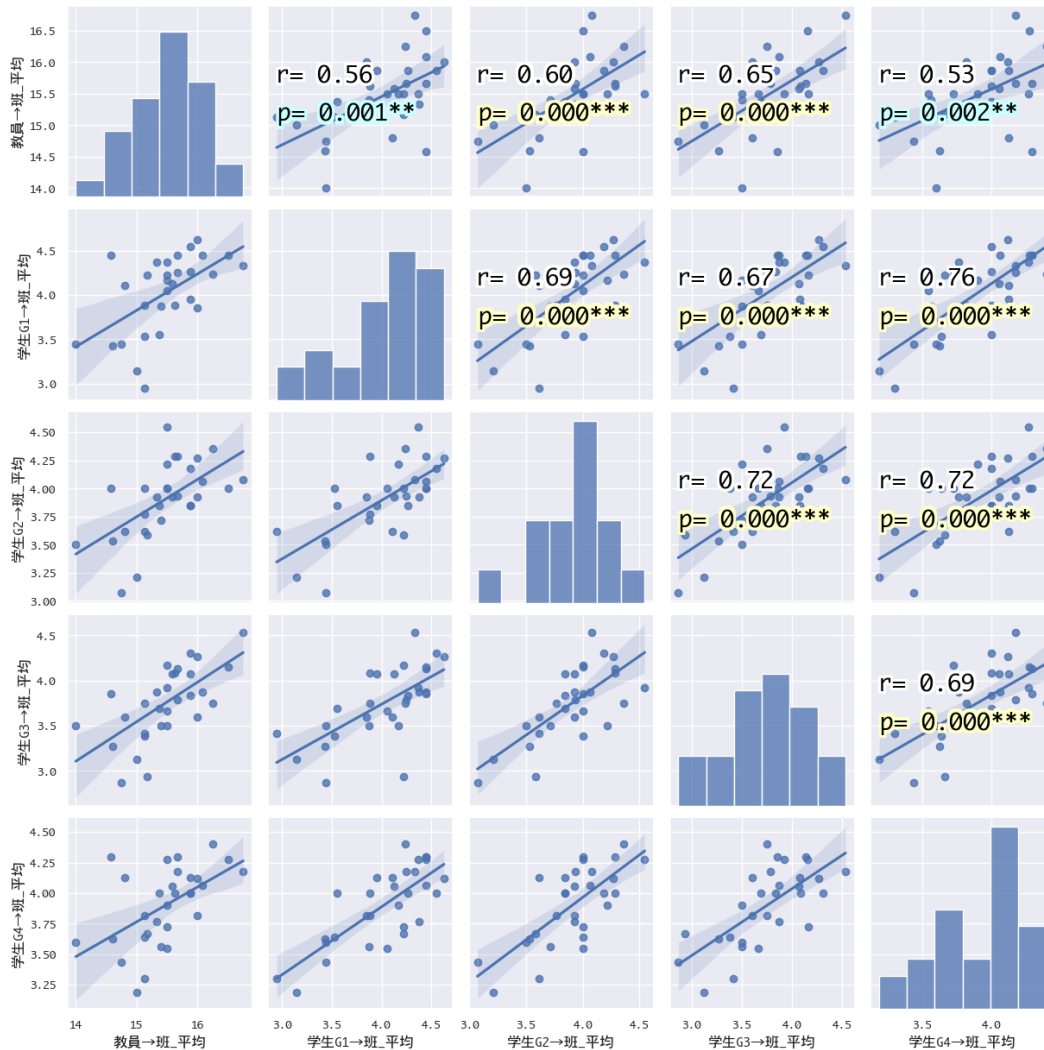 16.5
16.0
15.5
15.0
14.5
14.0
教員→班_平均
r= 0.56
p= 0.001**
r= 0.60
p= 0.000***
r= 0.65
p= 0.000***
r= 0.53
p= 0.002**
4.5
4.0
3.5
3.0
学生G1→班_平均
r= 0.69
p= 0.000***
r= 0.67
p= 0.000***
r= 0.76
p= 0.000***
4.50
4.25
4.00
3.75
3.50
3.25
3.00
学生G2→班_平均
r= 0.72
p= 0.000***
r= 0.72
p= 0.000***
4.5
4.0
3.5
3.0
学生G3→班_平均
r= 0.69
p= 0.000***
4.50
4.25
4.00
3.75
3.50
3.25
学生G4→班_平均
14 15 16
教員→班_平均
3.0 3.5 4.0 4.5
学生G1→班_平均
3.0 3.5 4.0 4.5
学生G2→班_平均
3.0 3.5 4.0 4.5
学生G3→班_平均
3.5 4.0
学生G4→班_平均